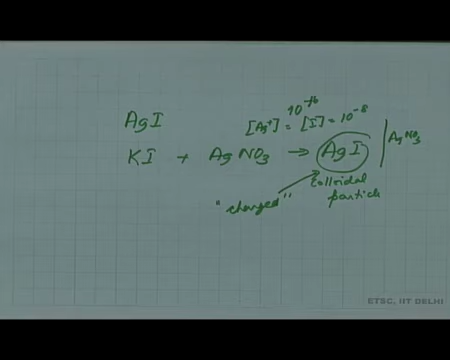 AgI
10⁻¹⁶
[Ag⁺] = [I] = 10⁻⁸
KI + AgNO₃ → AgI | AgNO₃
"charged" colloidal
particle
ETSC, IIT DELHI